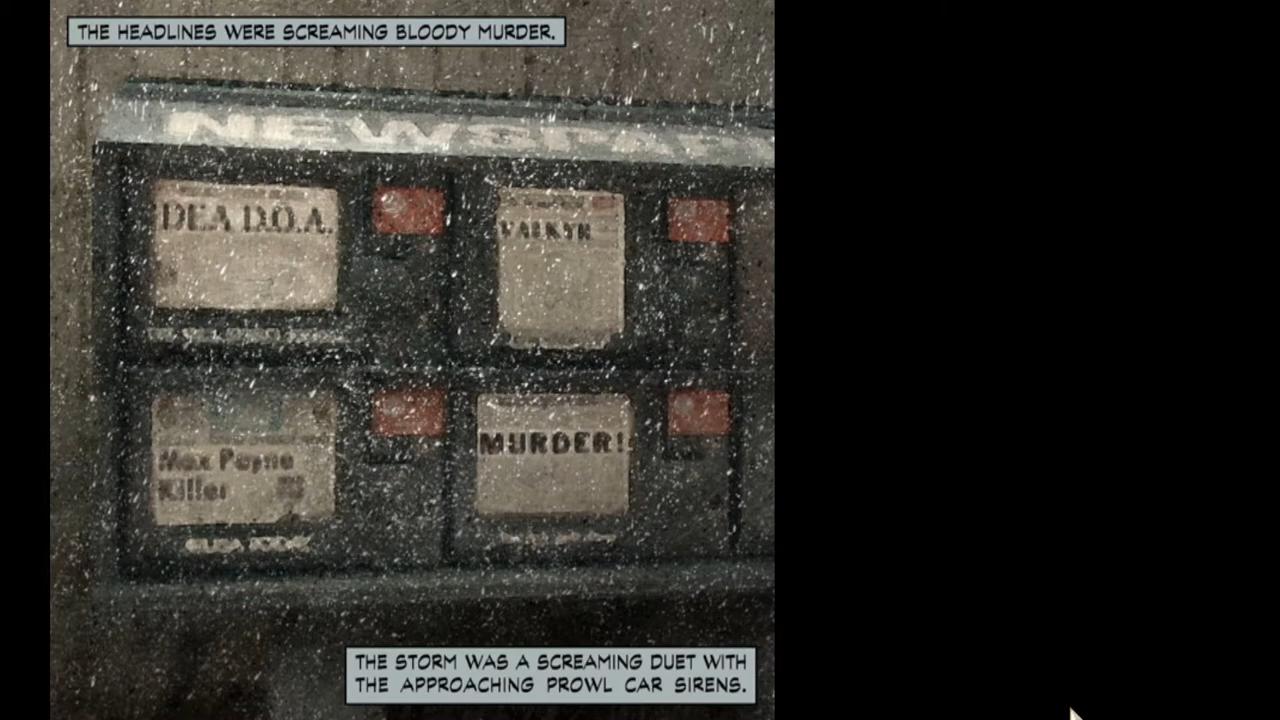 THE HEADLINES WERE SCREAMING BLOODY MURDER.
NEWSPAP
DEA D.O.A.
VALKYR
Max Payne
Killer
MURDER!
THE STORM WAS A SCREAMING DUET WITH
THE APPROACHING PROWL CAR SIRENS.